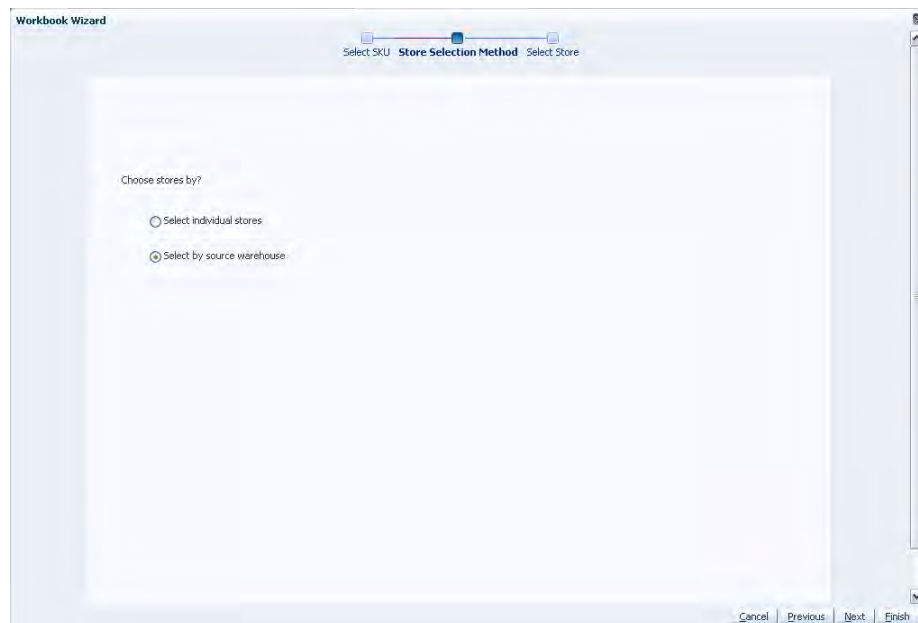 Workbook Wizard
Select SKU Store Selection Method Select Store
Choose stores by?
Select individual stores
Select by source warehouse
Cancel Previous Next Finish